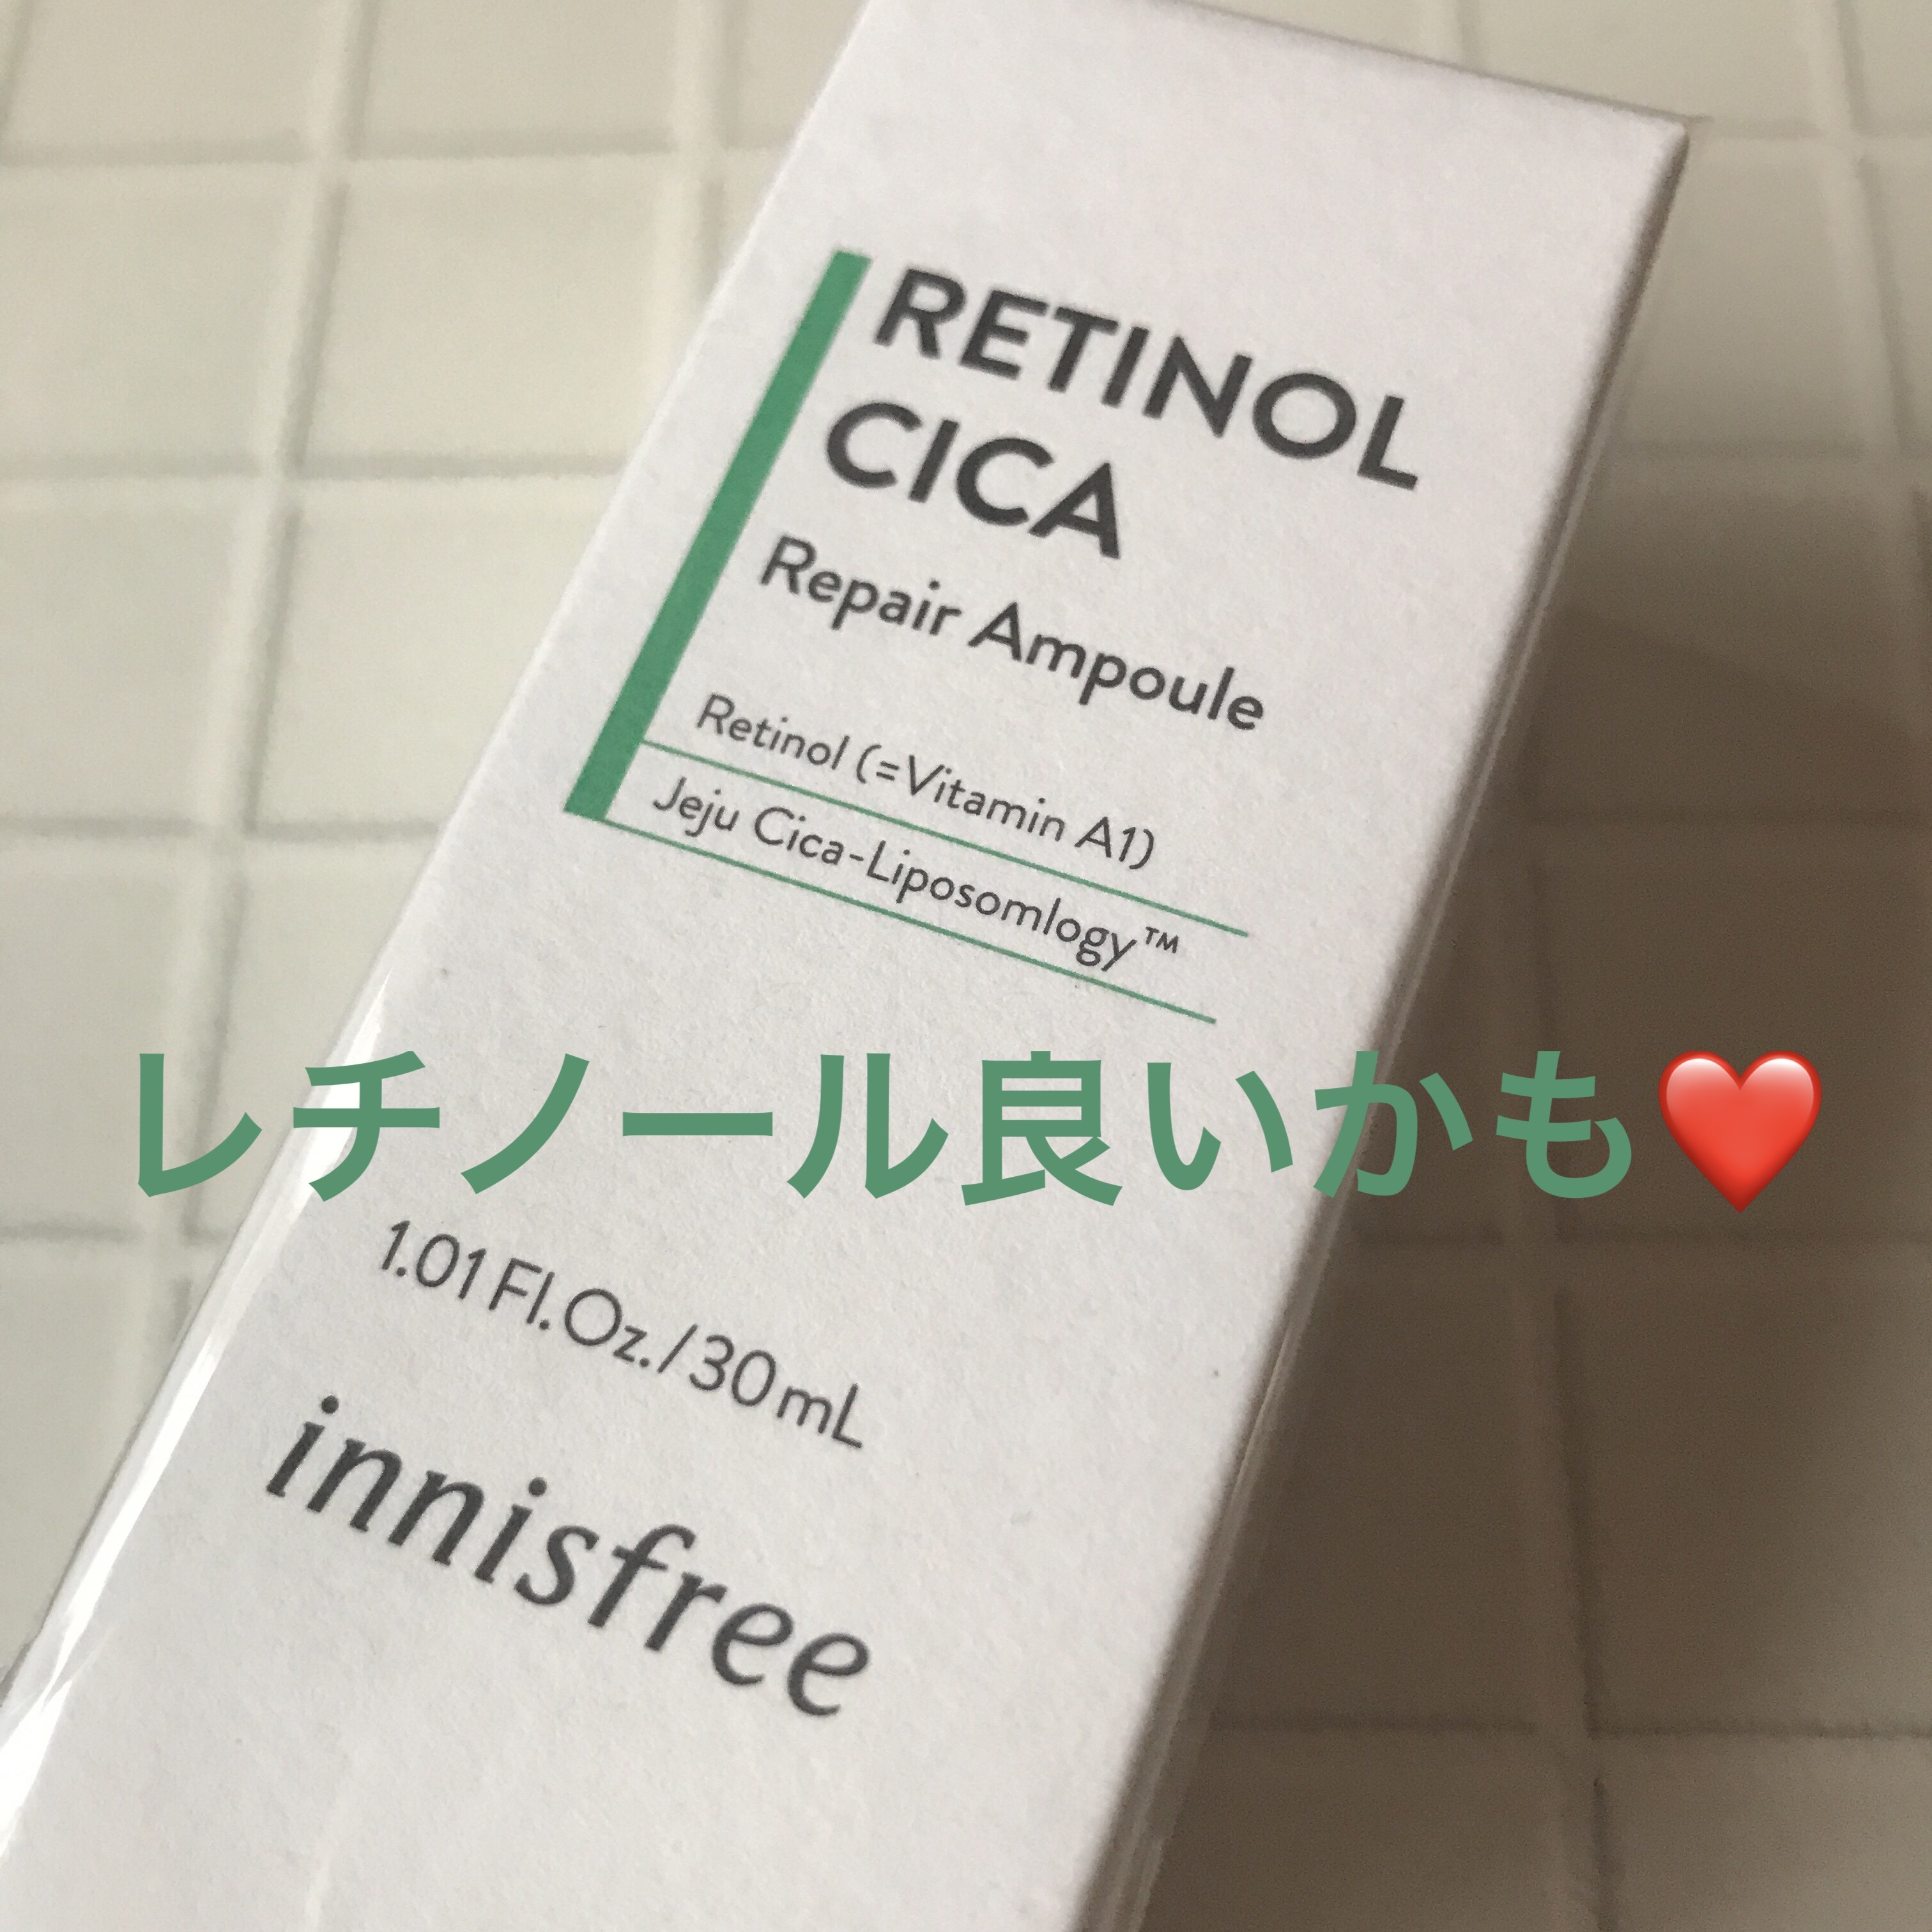 RETINOL
CICA
Repair Ampoule
Retinol (=Vitamin A1)
Jeju Cica-Liposomlogy™
レチノール良いかも❤️
1.01 Fl.Oz./30mL
innisfree